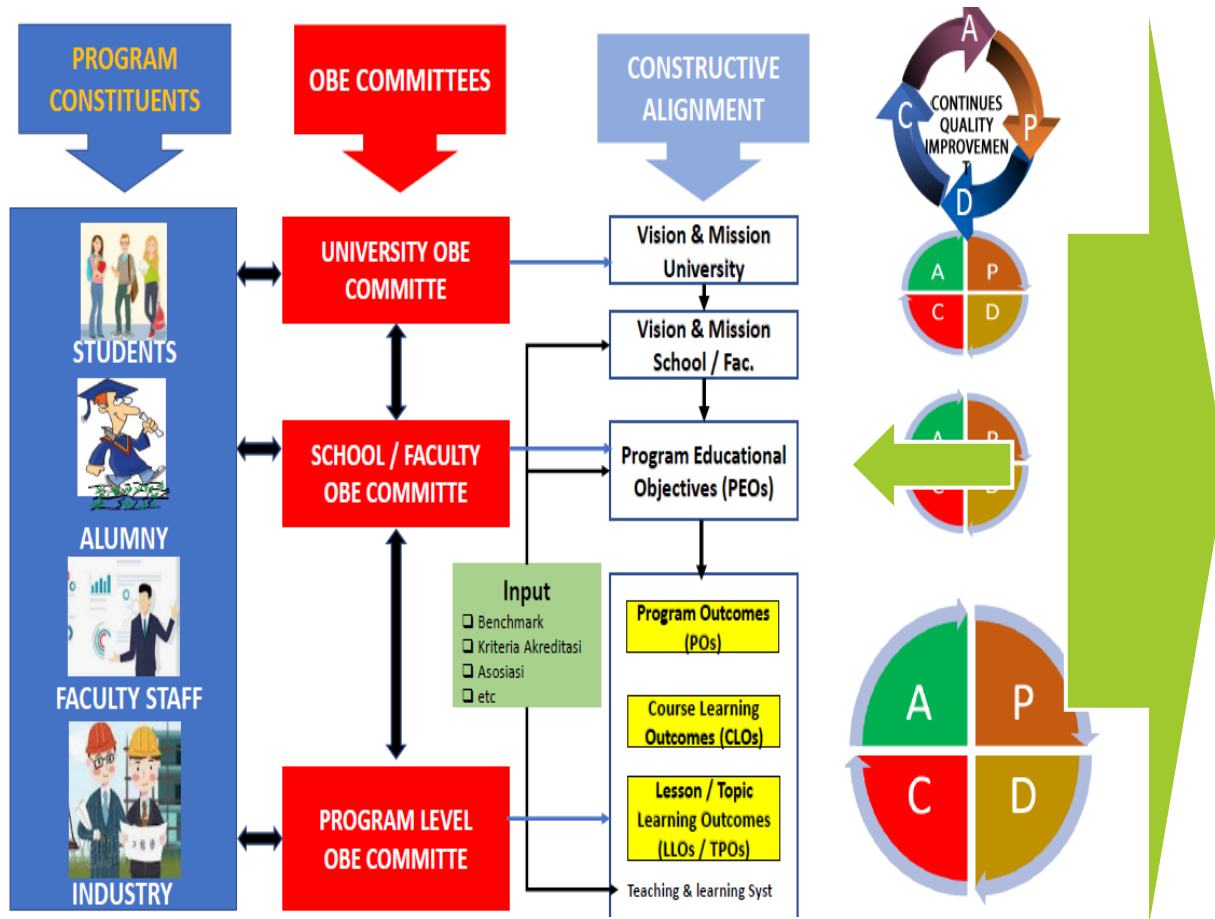 PROGRAM
CONSTITUENTS
OBE COMMITTEES
CONSTRUCTIVE
ALIGNMENT
A
P
D
C
CONTINUES
QUALITY
IMPROVEMEN
T
STUDENTS
ALUMNY
FACULTY STAFF
INDUSTRY
UNIVERSITY OBE
COMMITTE
SCHOOL / FACULTY
OBE COMMITTE
PROGRAM LEVEL
OBE COMMITTE
Input
Benchmark
Kriteria Akreditasi
Asosiasi
etc
Vision & Mission
University
Vision & Mission
School / Fac.
Program Educational
Objectives (PEOs)
Program Outcomes
(POs)
Course Learning
Outcomes (CLOs)
Lesson / Topic
Learning Outcomes
(LLOs / TPOs)
Teaching & learning Syst
A P
C D
A P
C D
A P
C D